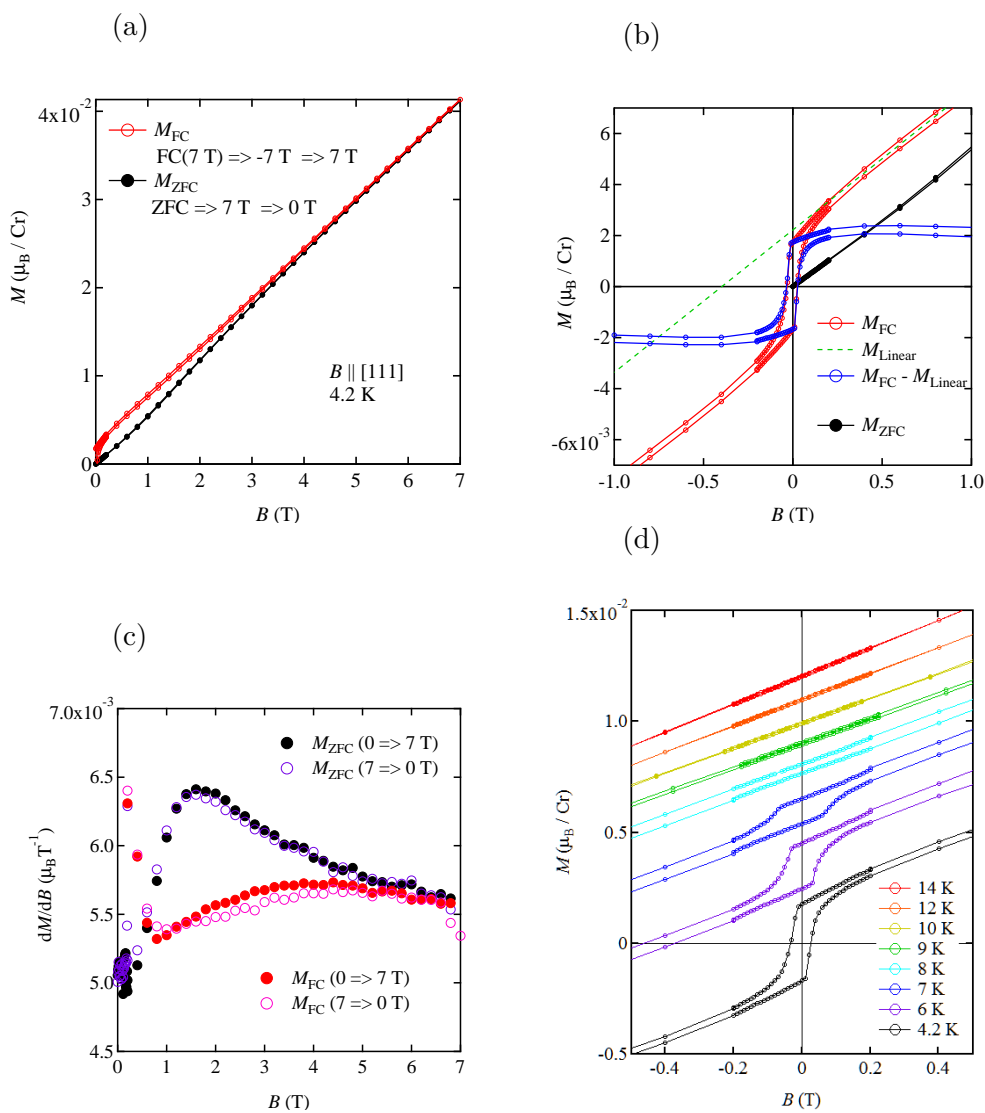 (a)
4x10⁻²
3
2
1
0
M (μB / Cr)
MFC
FC(7 T) => -7 T => 7 T
MZFC
ZFC => 7 T => 0 T
B || [111]
4.2 K
0 1 2 3 4 5 6 7
B (T)
(b)
6
4
2
0
-2
-4
-6x10⁻³
M (μB / Cr)
MFC
MLinear
MFC - MLinear
MZFC
-1.0 -0.5 0 0.5 1.0
B (T)
(c)
7.0x10⁻³
6.5
6.0
5.5
5.0
4.5
dM/dB (μBT⁻¹)
MZFC (0 => 7 T)
MZFC (7 => 0 T)
MFC (0 => 7 T)
MFC (7 => 0 T)
0 1 2 3 4 5 6 7
B (T)
(d)
1.5x10⁻²
1.0
0.5
0
-0.5
M (μB / Cr)
14 K
12 K
10 K
9 K
8 K
7 K
6 K
4.2 K
-0.4 -0.2 0 0.2 0.4
B (T)